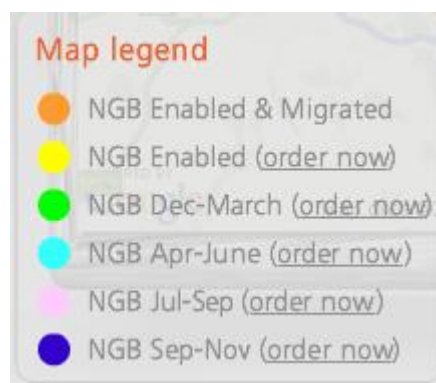 Map legend
NGB Enabled & Migrated
NGB Enabled (order now)
NGB Dec-March (order now)
NGB Apr-June (order now)
NGB Jul-Sep (order now)
NGB Sep-Nov (order now)